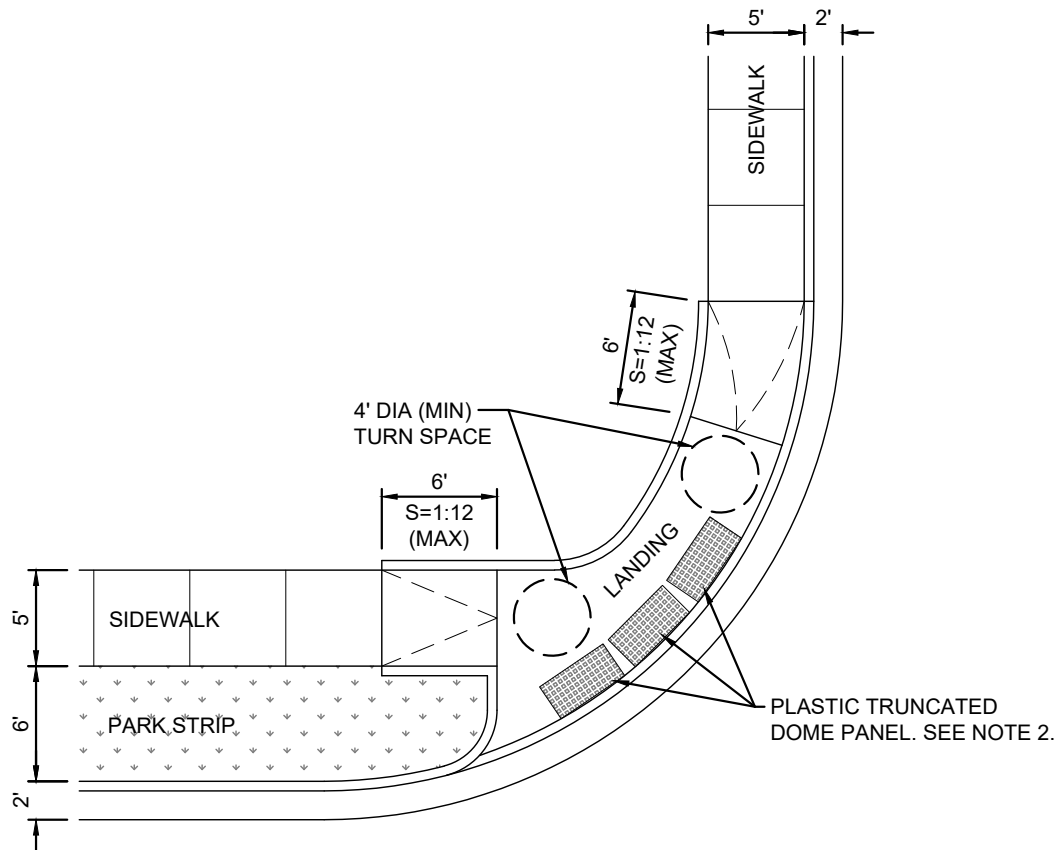 5'
2'
SIDEWALK
6'
S=1:12
(MAX)
4' DIA (MIN)
TURN SPACE
6'
S=1:12
(MAX)
LANDING
5'
SIDEWALK
6'
PARK STRIP
PLASTIC TRUNCATED
DOME PANEL. SEE NOTE 2.
2'